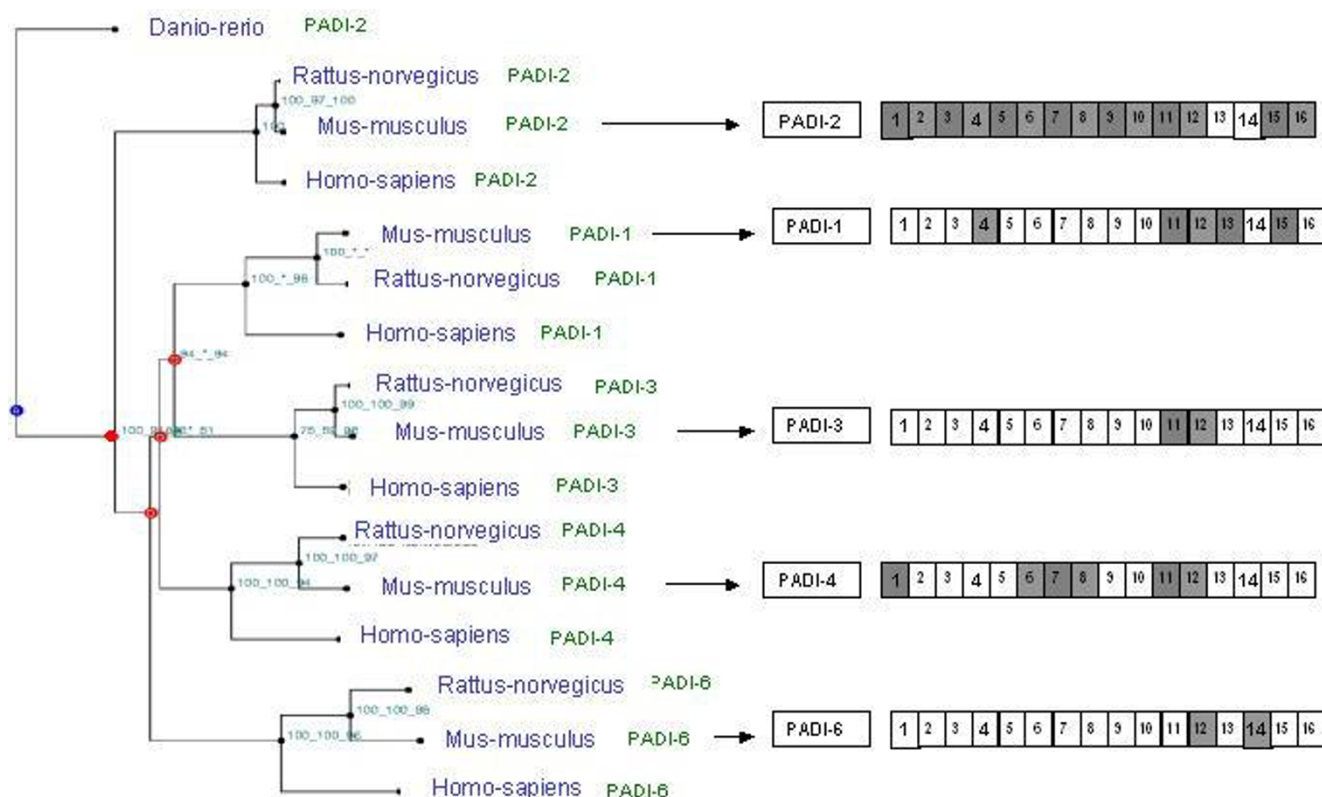 Danio-rerio PADI-2
Rattus-norvegicus PADI-2
100_97_100
Mus-musculus PADI-2 PADI-2 1 2 3 4 5 6 7 8 9 10 11 12 13 14 15 16
100
Homo-sapiens PADI-2
Mus-musculus PADI-1 PADI-1 1 2 3 4 5 6 7 8 9 10 11 12 13 14 15 16
100_*_*
Rattus-norvegicus PADI-1
100_*_98
Homo-sapiens PADI-1
94_*_94
Rattus-norvegicus PADI-3
100_100_99
Mus-musculus PADI-3 PADI-3 1 2 3 4 5 6 7 8 9 10 11 12 13 14 15 16
Homo-sapiens PADI-3
Rattus-norvegicus PADI-4
100_100_97
Mus-musculus PADI-4 PADI-4 1 2 3 4 5 6 7 8 9 10 11 12 13 14 15 16
100_100_94
Homo-sapiens PADI-4
Rattus-norvegicus PADI-6
Mus-musculus PADI-6 PADI-6 1 2 3 4 5 6 7 8 9 10 11 12 13 14 15 16
Homo-sapiens PADI-6